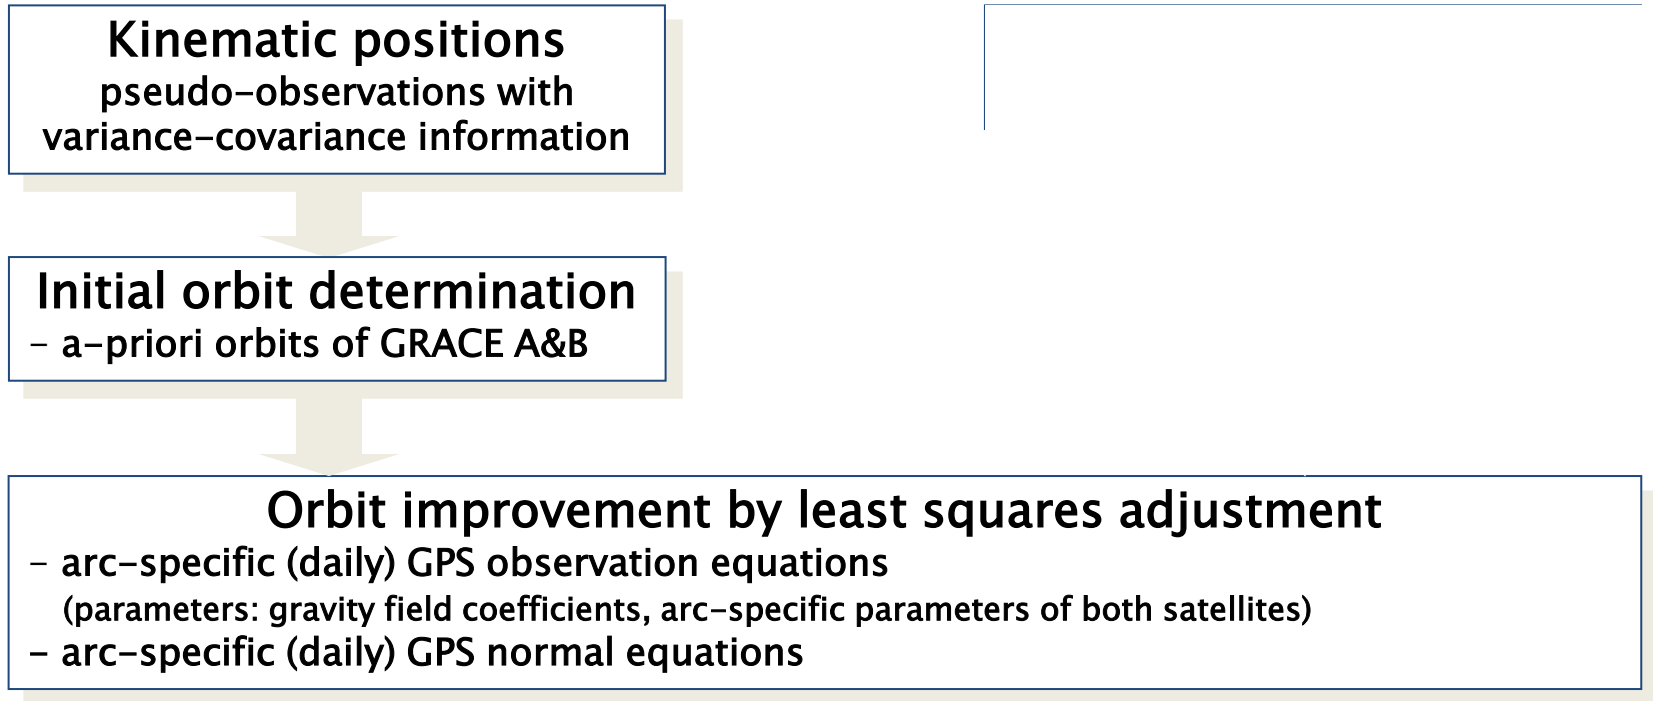 Kinematic positions
pseudo-observations with
variance-covariance information
Initial orbit determination
- a-priori orbits of GRACE A&B
Orbit improvement by least squares adjustment
- arc-specific (daily) GPS observation equations
(parameters: gravity field coefficients, arc-specific parameters of both satellites)
- arc-specific (daily) GPS normal equations